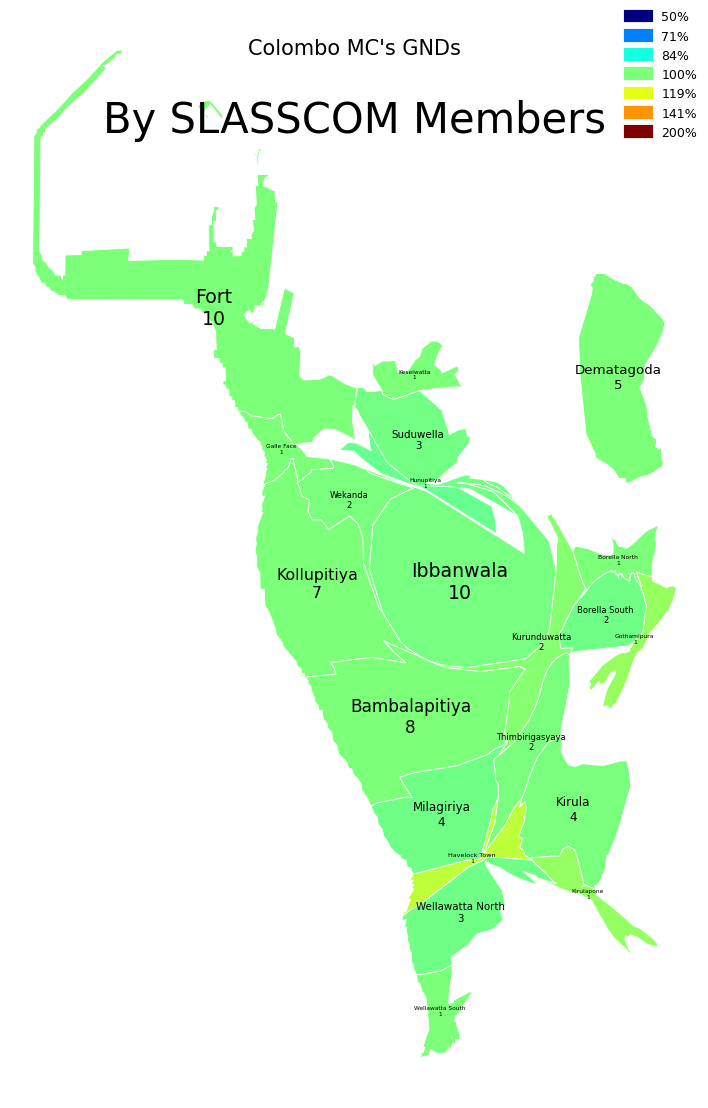 Colombo MC's GNDs
By SLASSCOM Members
50%
71%
84%
100%
119%
141%
200%
Fort
10
Dematagoda
5
Keselwatta
1
Suduwella
3
Galle Face
1
Hunupitiya
1
Wekanda
2
Kollupitiya
7
Ibbanwala
10
Borella North
1
Borella South
2
Gothamipura
1
Kurunduwatta
2
Bambalapitiya
8
Thimbirigasyaya
2
Milagiriya
4
Kirula
4
Havelock Town
1
Kirulapone
1
Wellawatta North
3
Wellawatta South
1